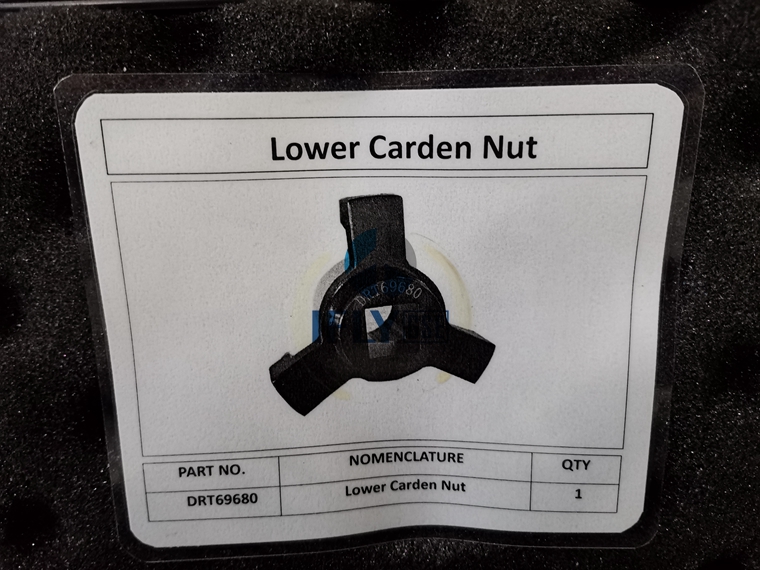 Lower Carden Nut
DRT69680
PART NO. NOMENCLATURE QTY
DRT69680 Lower Carden Nut 1